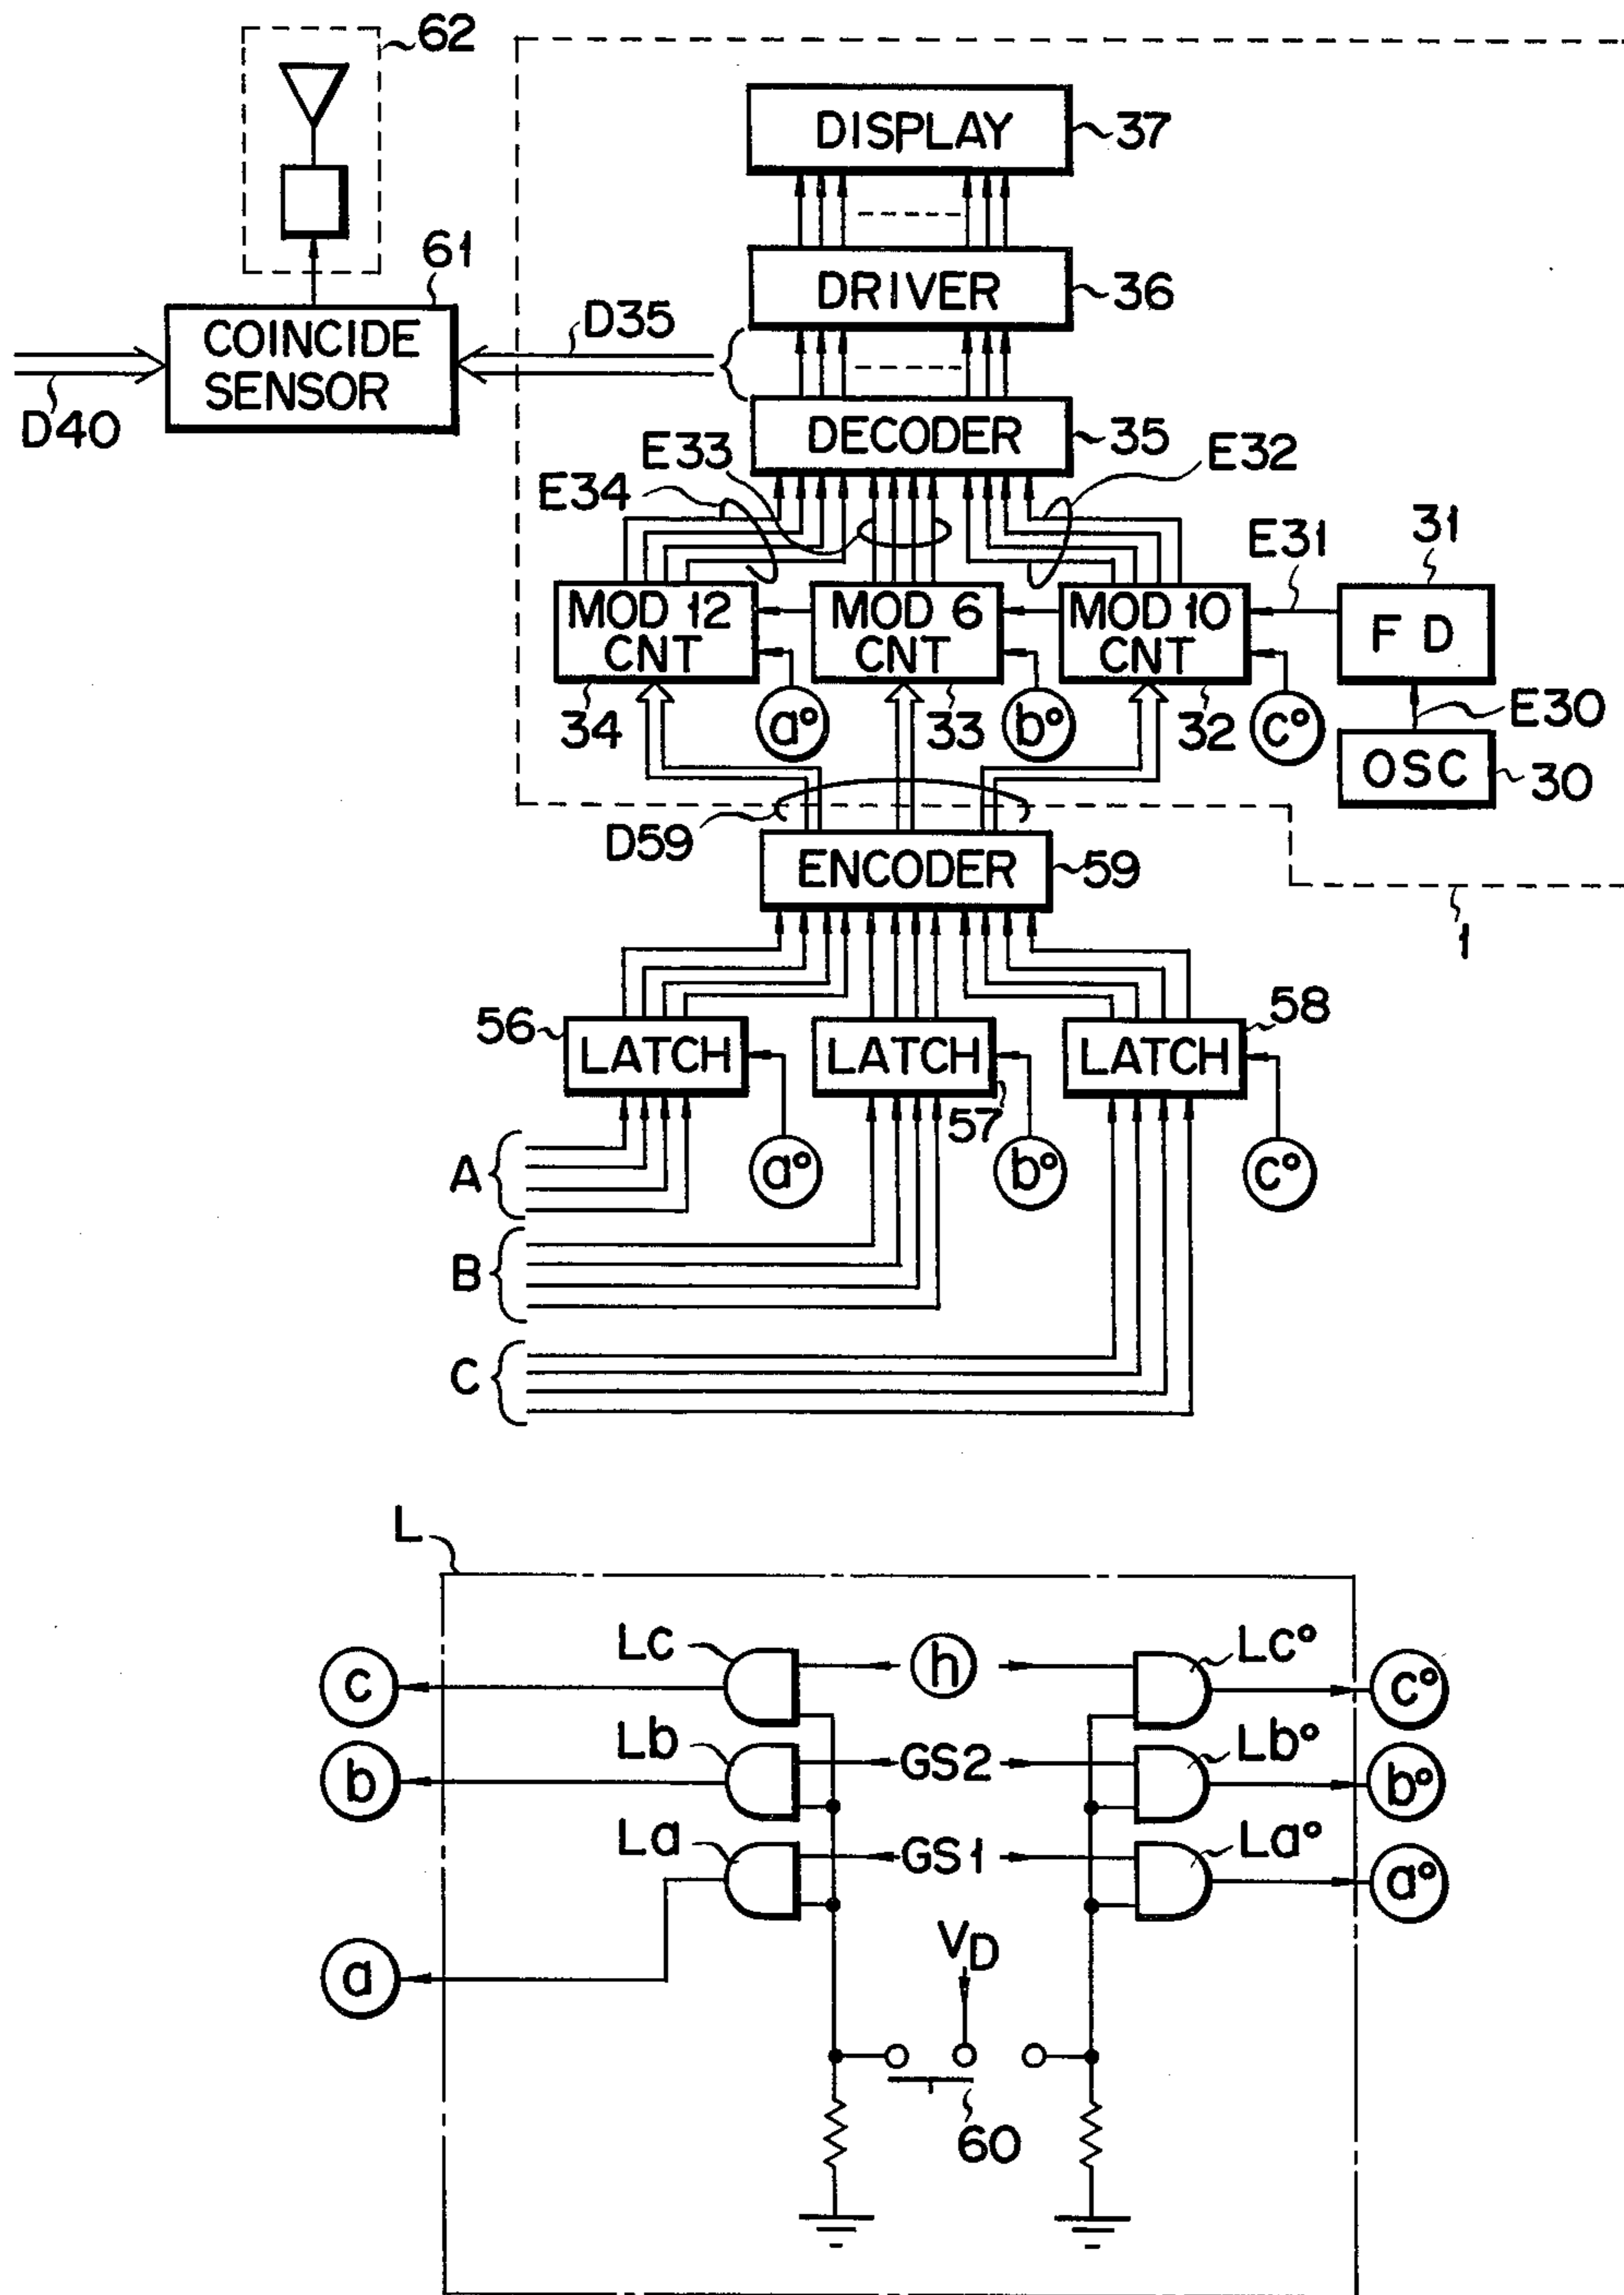 62
DISPLAY
37
61
DRIVER
36
D35
COINCIDE
SENSOR
D40
DECODER
35
E33
E34
E32
31
E31
MOD 12
CNT
MOD 6
CNT
MOD 10
CNT
F D
34
a°
33
b°
32
c°
E30
OSC
30
D59
ENCODER
59
1
56
LATCH
LATCH
57
LATCH
58
a°
b°
c°
A
B
C
L
Lc
h
Lc°
c
c°
Lb
GS2
Lb°
b
b°
La
GS1
La°
a°
a
VD
60